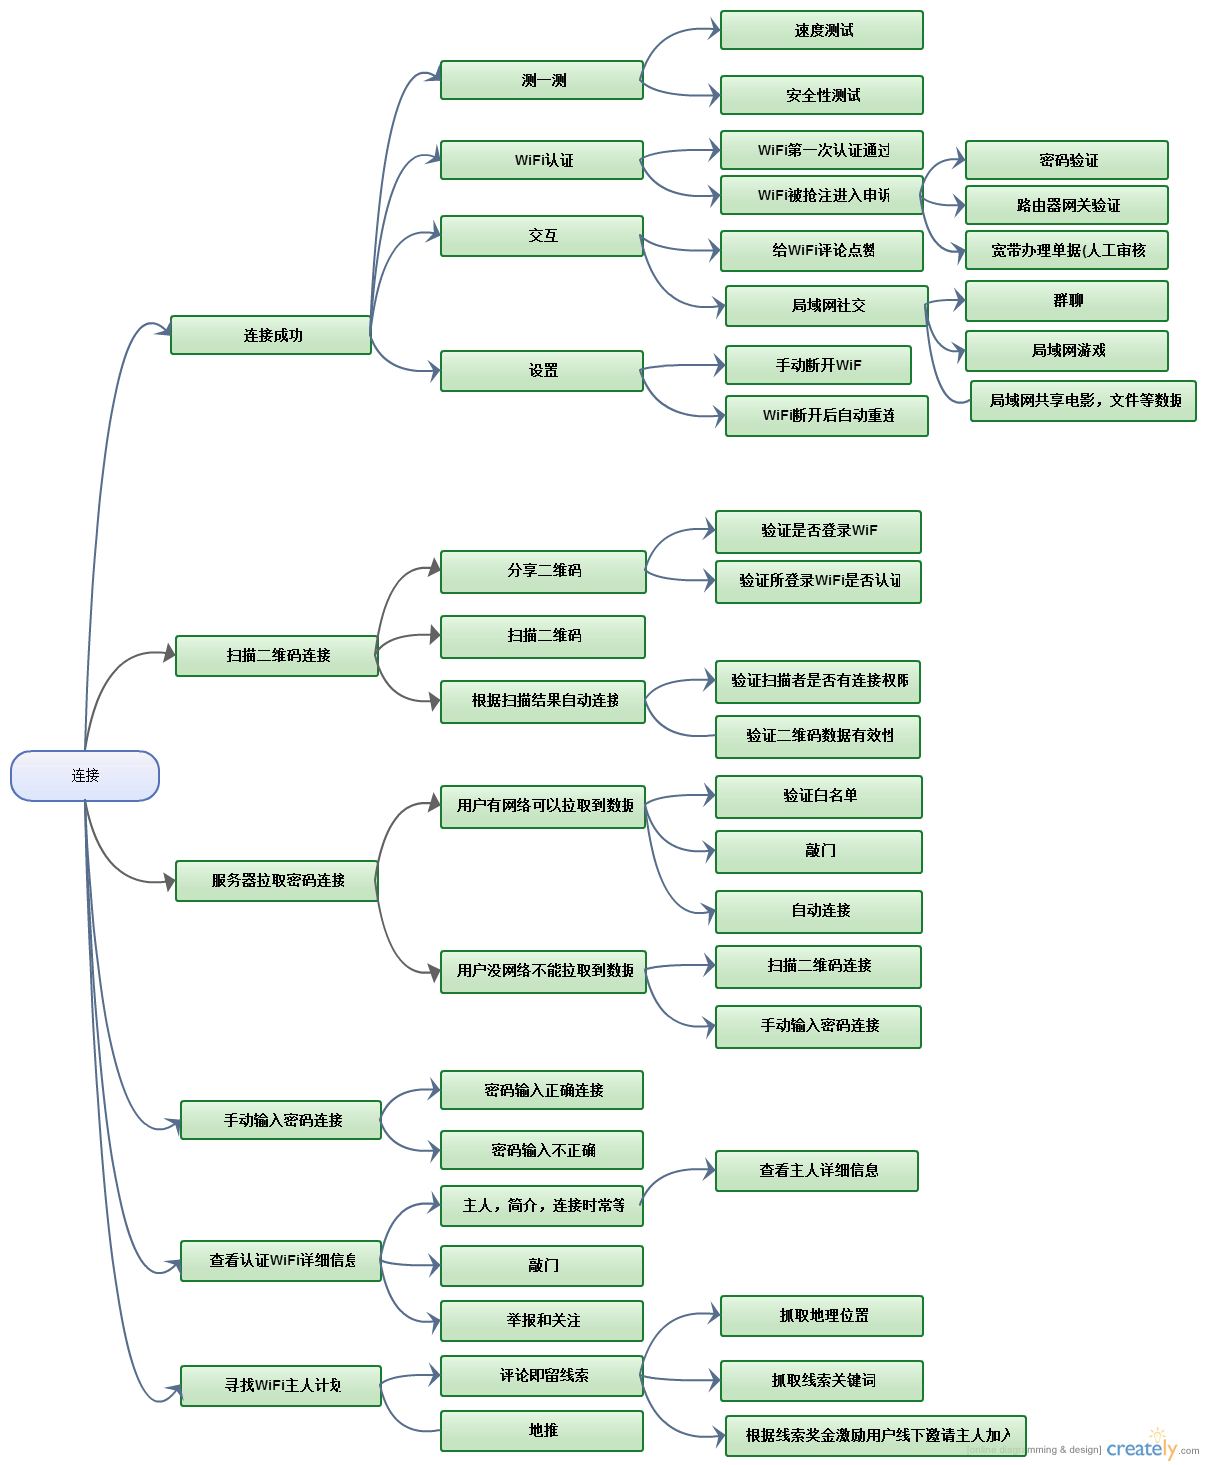 速度测试
测一测
安全性测试
WiFi认证
WiFi第一次认证通过
WiFi被抢注进入申诉
密码验证
路由器网关验证
宽带办理单据(人工审核
交互
给WiFi评论点赞
局域网社交
群聊
局域网游戏
局域网共享电影，文件等数据
连接成功
设置
手动断开WiF
WiFi断开后自动重连
验证是否登录WiF
分享二维码
验证所登录WiFi是否认证
扫描二维码
扫描二维码连接
根据扫描结果自动连接
验证扫描者是否有连接权限
验证二维码数据有效性
连接
用户有网络可以拉取到数据
验证白名单
敲门
自动连接
服务器拉取密码连接
用户没网络不能拉取到数据
扫描二维码连接
手动输入密码连接
手动输入密码连接
密码输入正确连接
密码输入不正确
主人，简介，连接时常等
查看主人详细信息
查看认证WiFi详细信息
敲门
举报和关注
寻找WiFi主人计划
评论即留线索
抓取地理位置
抓取线索关键词
根据线索奖金激励用户线下邀请主人加入
地推
[online diagramming & design]
creately.com